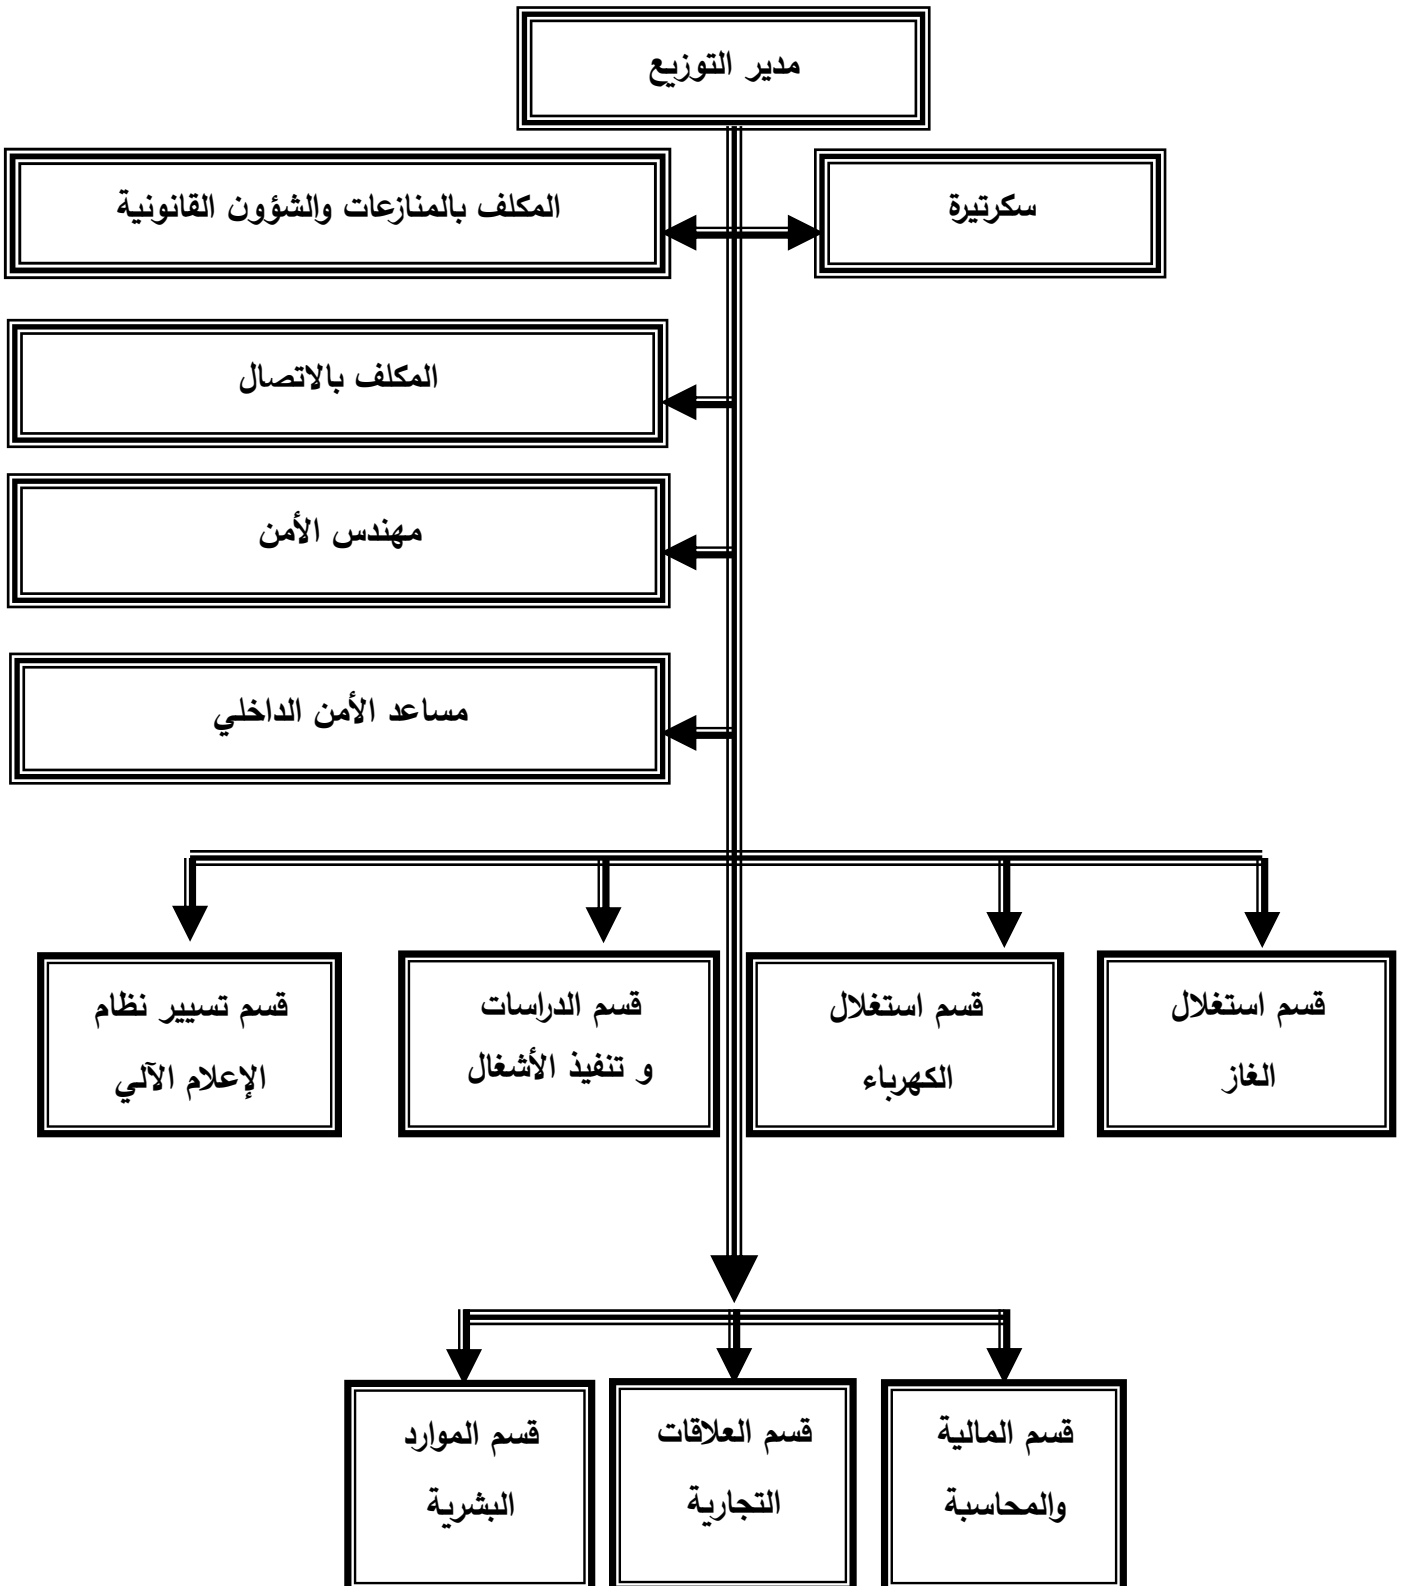 مدير التوزيع
سكرتيرة
المكلف بالمنازعات والشؤون القانونية
المكلف بالاتصال
مهندس الأمن
مساعد الأمن الداخلي
قسم استغلال
الغاز
قسم استغلال
الكهرباء
قسم الدراسات
و تنفيذ الأشغال
قسم تسيير نظام
الإعلام الآلي
قسم المالية
والمحاسبة
قسم العلاقات
التجارية
قسم الموارد
البشرية